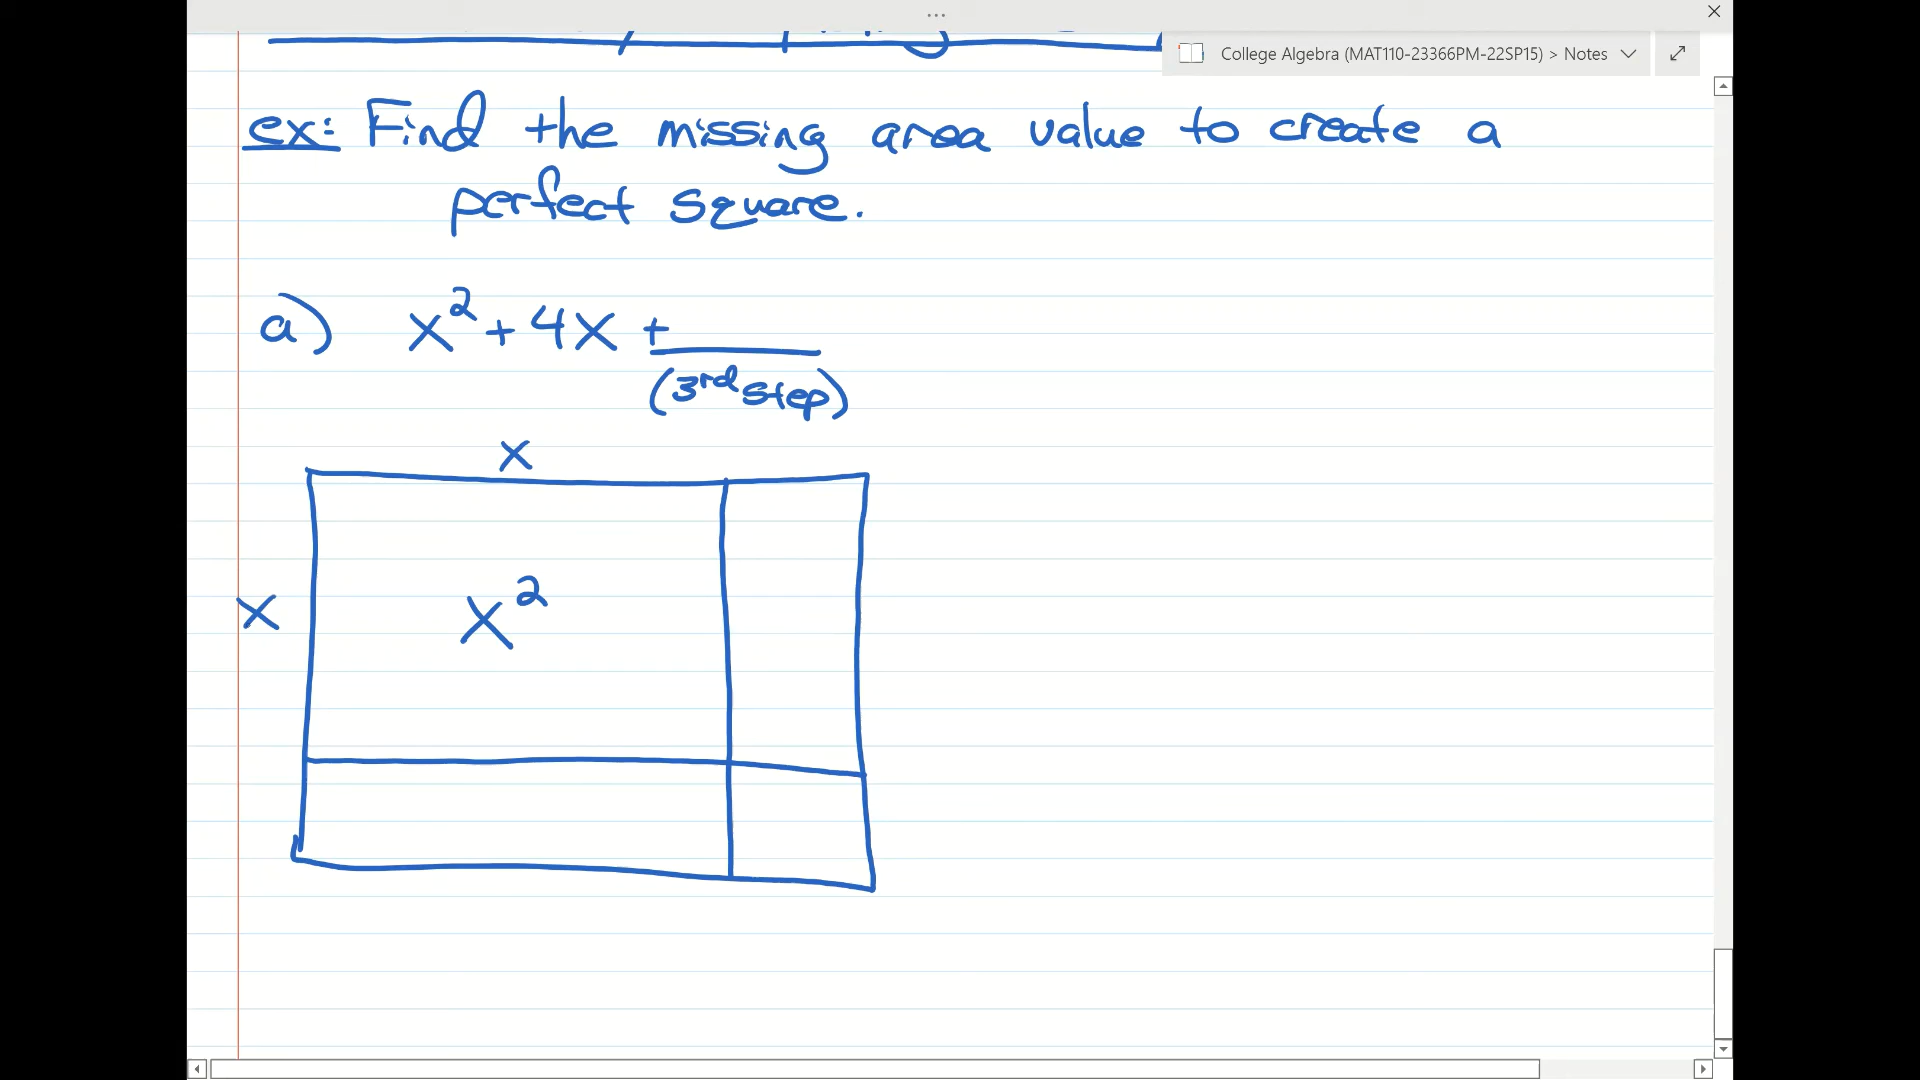 College Algebra (MAT110-23366PM-22SP15) > Notes
ex: Find the missing area value to create a
perfect square.
a) x² + 4x + ____
(3rd step)
x
x
x²